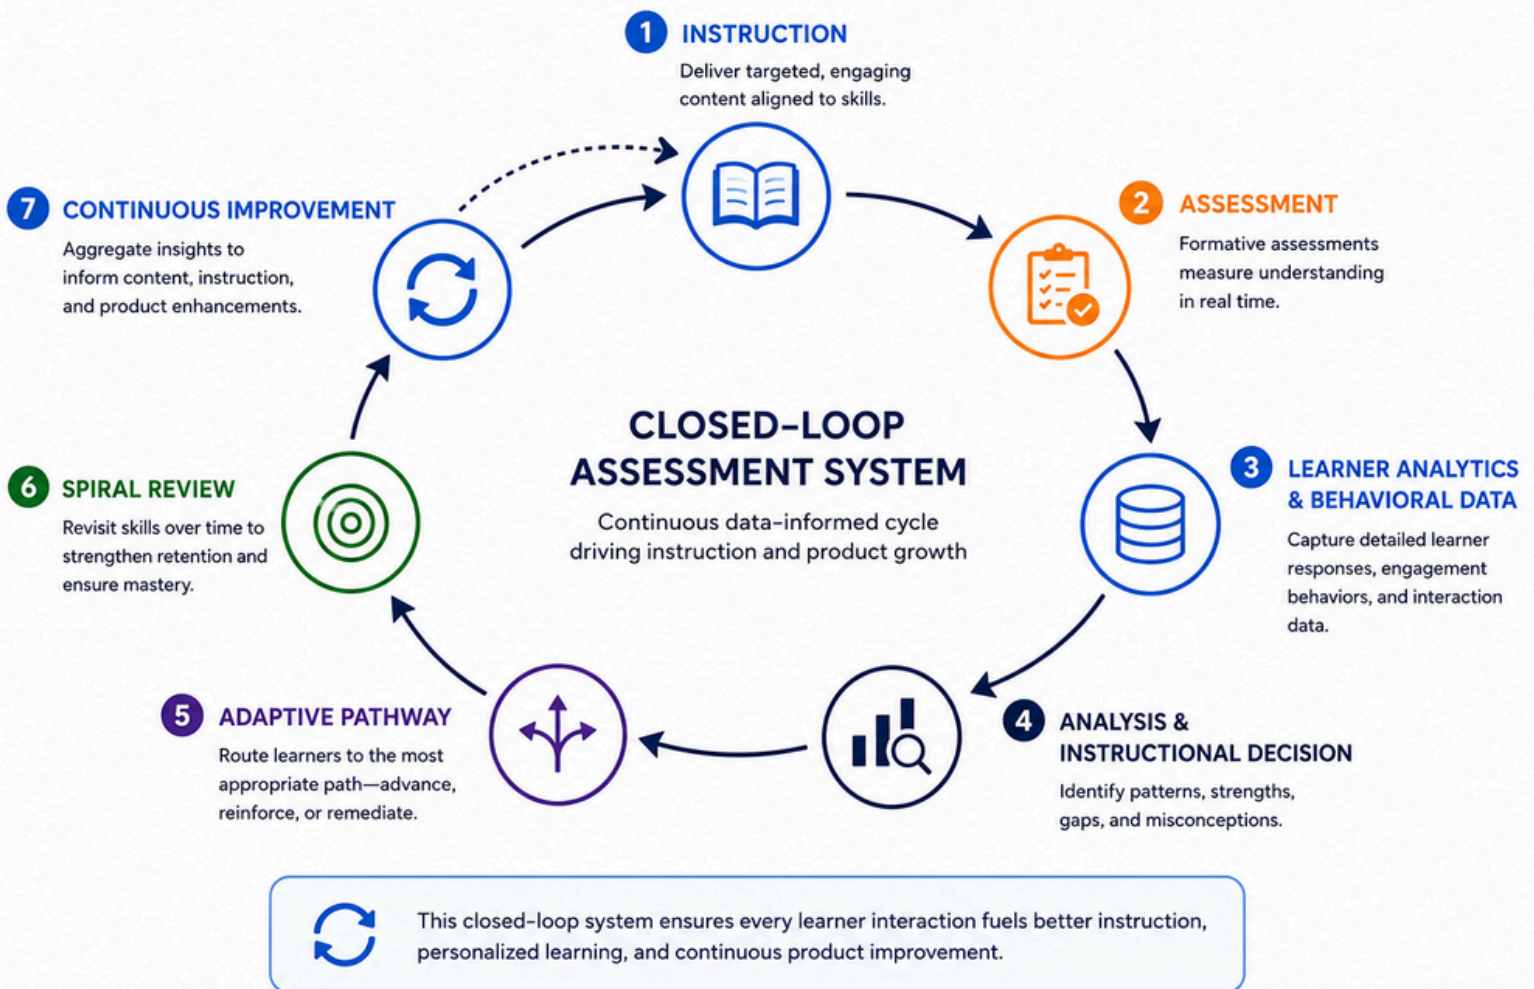 1 INSTRUCTION
Deliver targeted, engaging
content aligned to skills.
2 ASSESSMENT
Formative assessments
measure understanding
in real time.
3 LEARNER ANALYTICS
& BEHAVIORAL DATA
Capture detailed learner
responses, engagement
behaviors, and interaction
data.
4 ANALYSIS &
INSTRUCTIONAL DECISION
Identify patterns, strengths,
gaps, and misconceptions.
5 ADAPTIVE PATHWAY
Route learners to the most
appropriate path—advance,
reinforce, or remediate.
6 SPIRAL REVIEW
Revisit skills over time to
strengthen retention and
ensure mastery.
7 CONTINUOUS IMPROVEMENT
Aggregate insights to
inform content, instruction,
and product enhancements.
CLOSED-LOOP
ASSESSMENT SYSTEM
Continuous data-informed cycle
driving instruction and product growth
This closed-loop system ensures every learner interaction fuels better instruction,
personalized learning, and continuous product improvement.